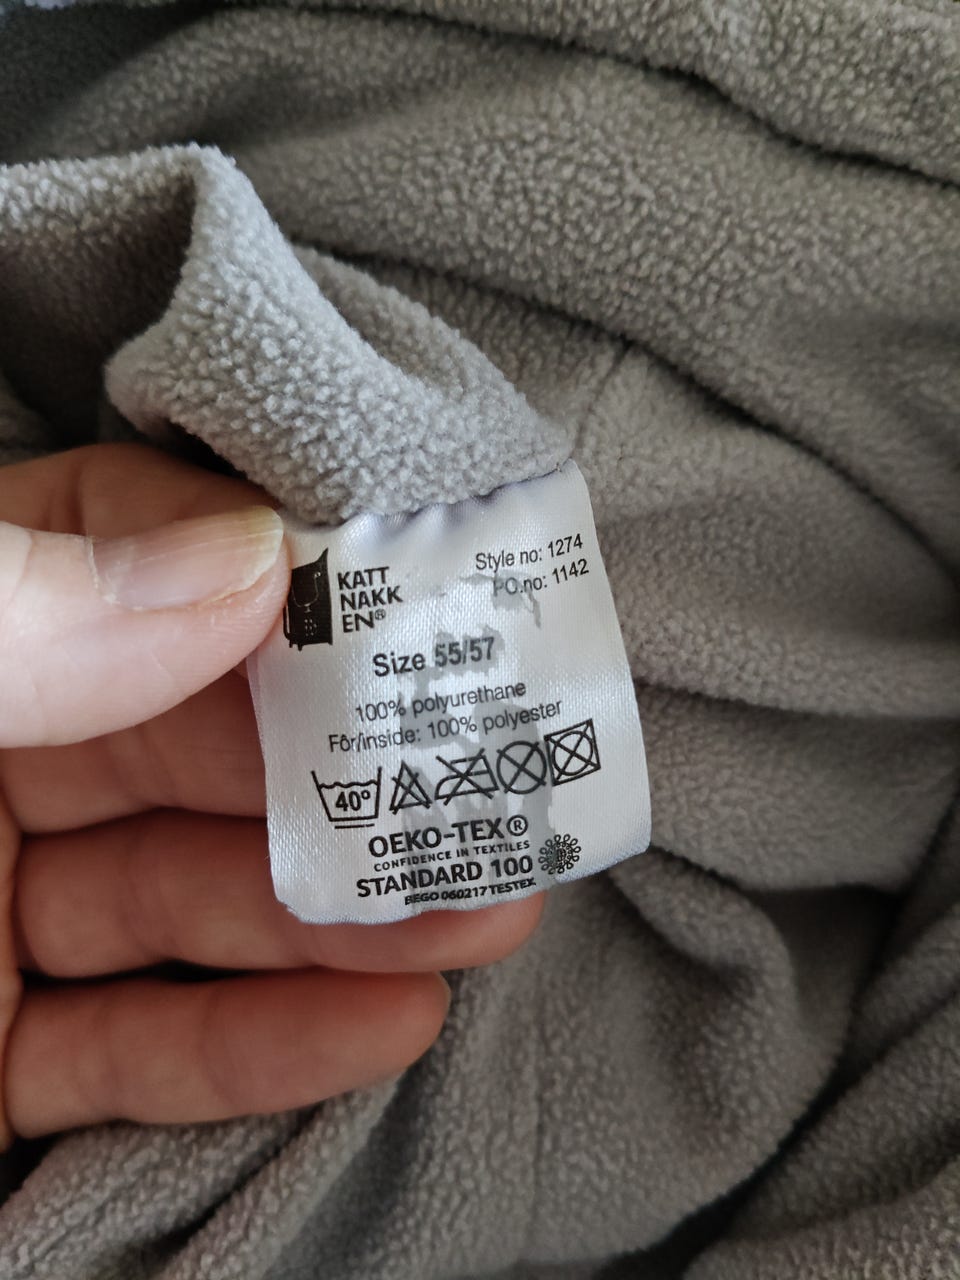 KATT
NAKK
EN®
Style no: 1274
PO.no: 1142
Size 55/57
100% polyurethane
Fôr/inside: 100% polyester
40°
OEKO-TEX®
CONFIDENCE IN TEXTILES
STANDARD 100
BEGO 060217 TESTEX